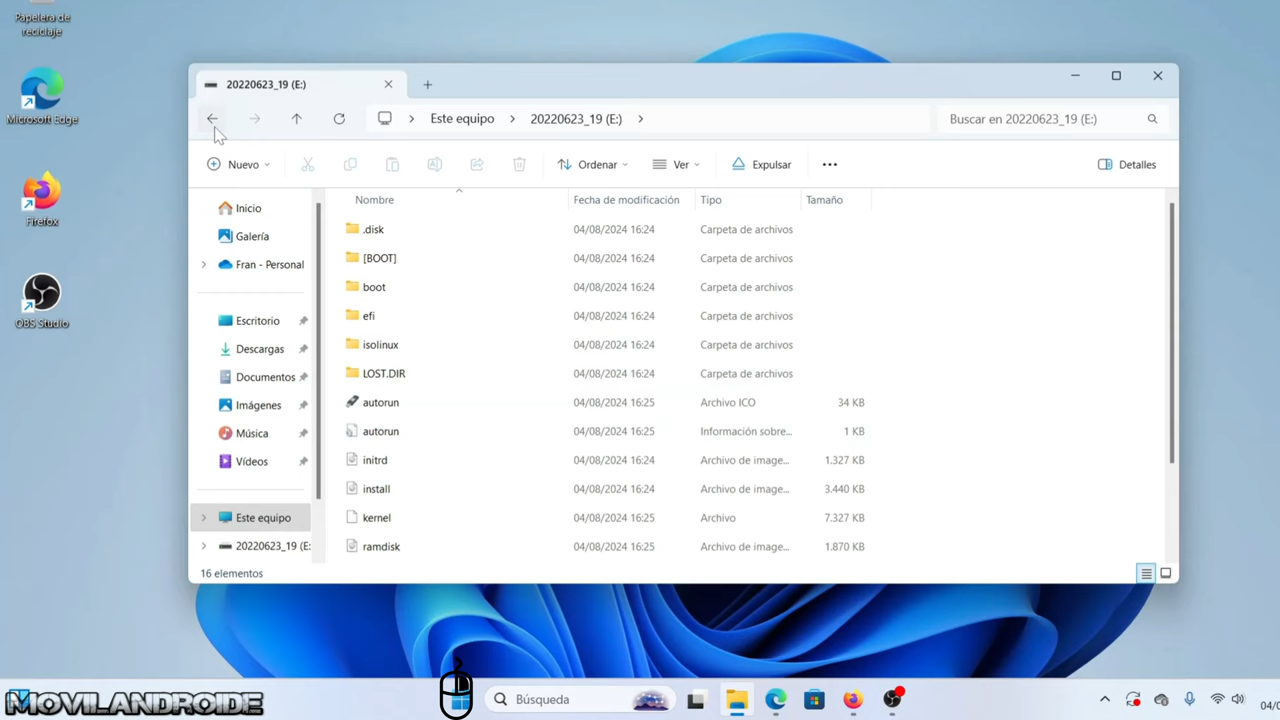 Papelera de
reciclaje
Microsoft Edge
Firefox
OBS Studio
20220623_19 (E:)
Este equipo
20220623_19 (E:)
Buscar en 20220623_19 (E:)
Nuevo
Ordenar
Ver
Expulsar
Detalles
Inicio
Galería
Fran - Personal
Escritorio
Descargas
Documentos
Imágenes
Música
Vídeos
Este equipo
20220623_19 (E:
Nombre Fecha de modificación Tipo Tamaño
.disk 04/08/2024 16:24 Carpeta de archivos
[BOOT] 04/08/2024 16:24 Carpeta de archivos
boot 04/08/2024 16:24 Carpeta de archivos
efi 04/08/2024 16:24 Carpeta de archivos
isolinux 04/08/2024 16:24 Carpeta de archivos
LOST.DIR 04/08/2024 16:24 Carpeta de archivos
autorun 04/08/2024 16:25 Archivo ICO 34 KB
autorun 04/08/2024 16:25 Información sobre... 1 KB
initrd 04/08/2024 16:24 Archivo de image... 1.327 KB
install 04/08/2024 16:24 Archivo de image... 3.440 KB
kernel 04/08/2024 16:25 Archivo 7.327 KB
ramdisk 04/08/2024 16:25 Archivo de image... 1.870 KB
16 elementos
MOVILANDROIDE
Búsqueda
04/0